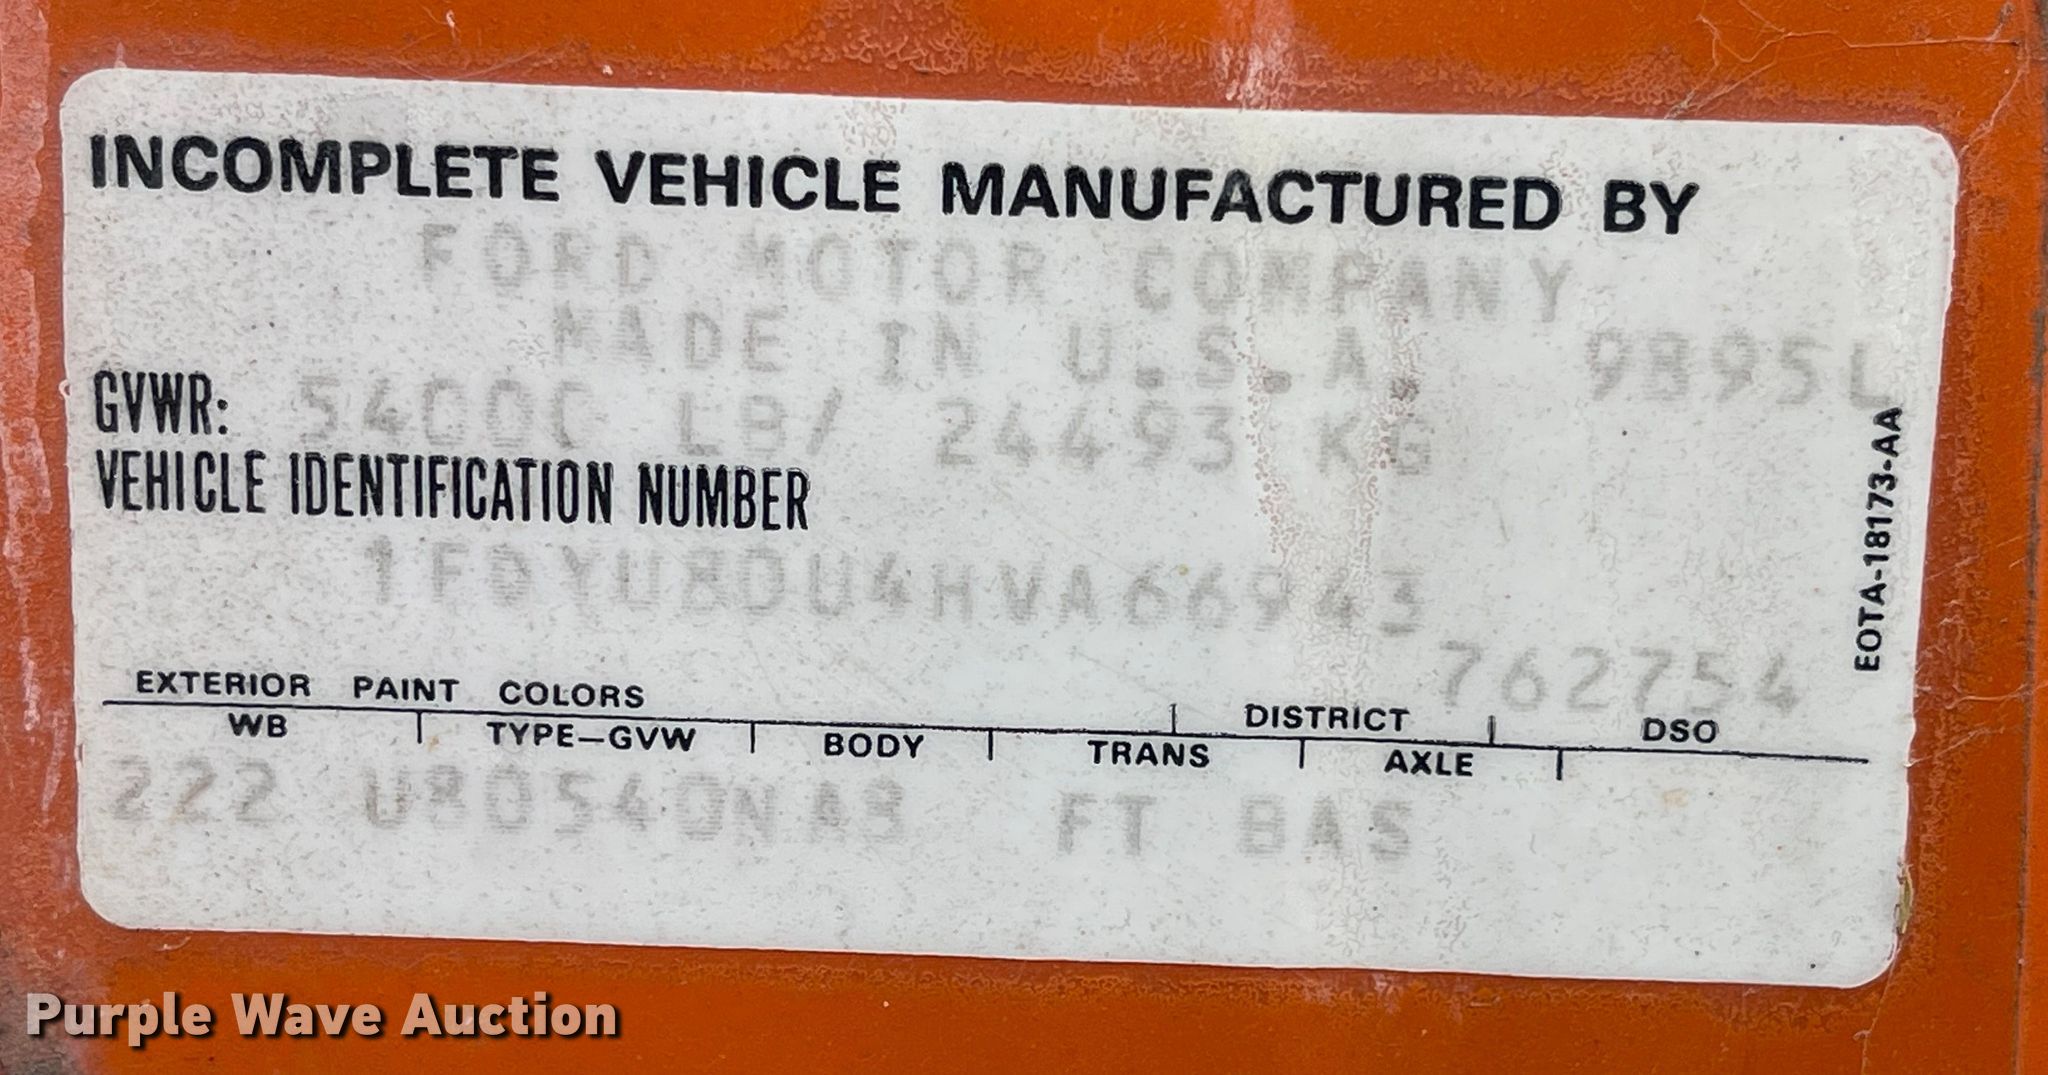 INCOMPLETE VEHICLE MANUFACTURED BY
FORD MOTOR COMPANY
MADE IN U.S.A. 9895L
GVWR: 54000 LB/ 24493 KG
VEHICLE IDENTIFICATION NUMBER
1FDYU80U4HVA66943
762754
EXTERIOR PAINT COLORS DISTRICT DSO
WB TYPE–GVW BODY TRANS AXLE
222 U80540NAB FT BAS
EOTA-18173-AA
Purple Wave Auction